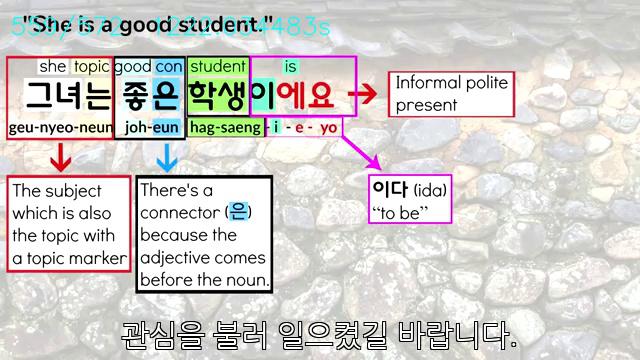 "She is a good student."
she topic good con student is
그녀는 좋은 학생이에요
geu-nyeo-neun joh-eun hag-saeng - i - e - yo
Informal polite
present
The subject
which is also
the topic with
a topic marker
There's a
connector (은)
because the
adjective comes
before the noun.
이다 (ida)
“to be”
관심을 불러 일으켰길 바랍니다.